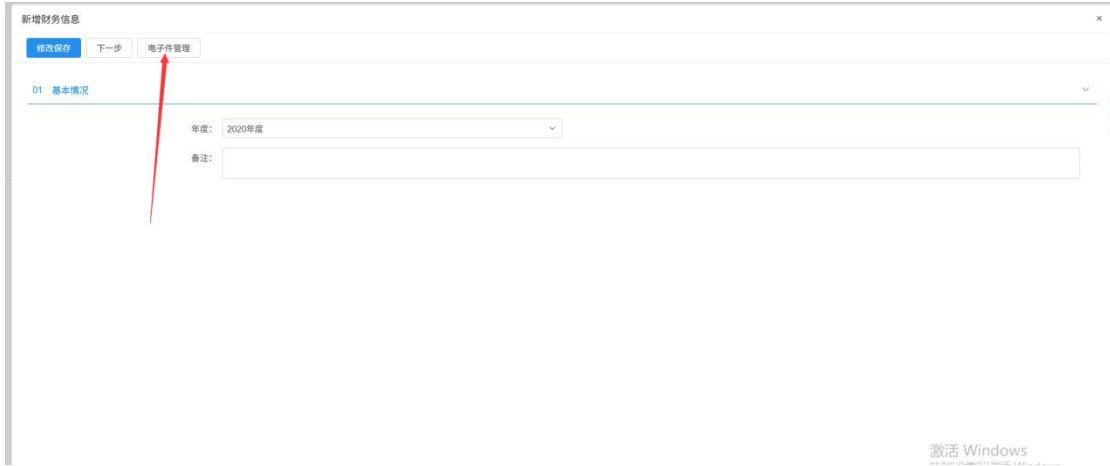 新增财务信息
×
修改保存 下一步 电子件管理
01 基本情况
年度： 2020年度
备注：
激活 Windows